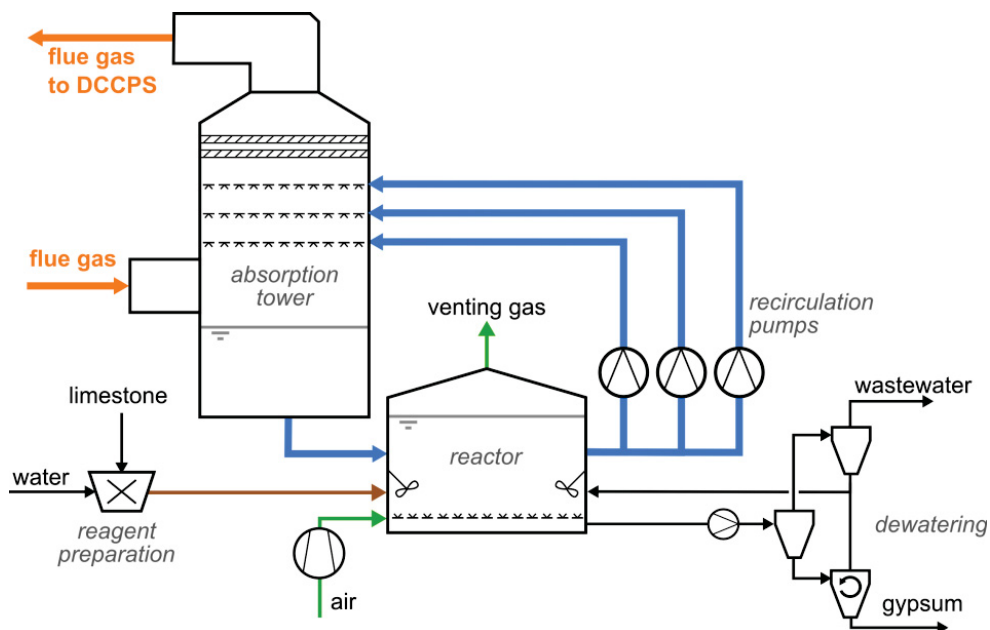 flue gas
to DCCPS
flue gas
absorption
tower
recirculation
pumps
venting gas
limestone
wastewater
reactor
water
reagent
preparation
dewatering
air
gypsum